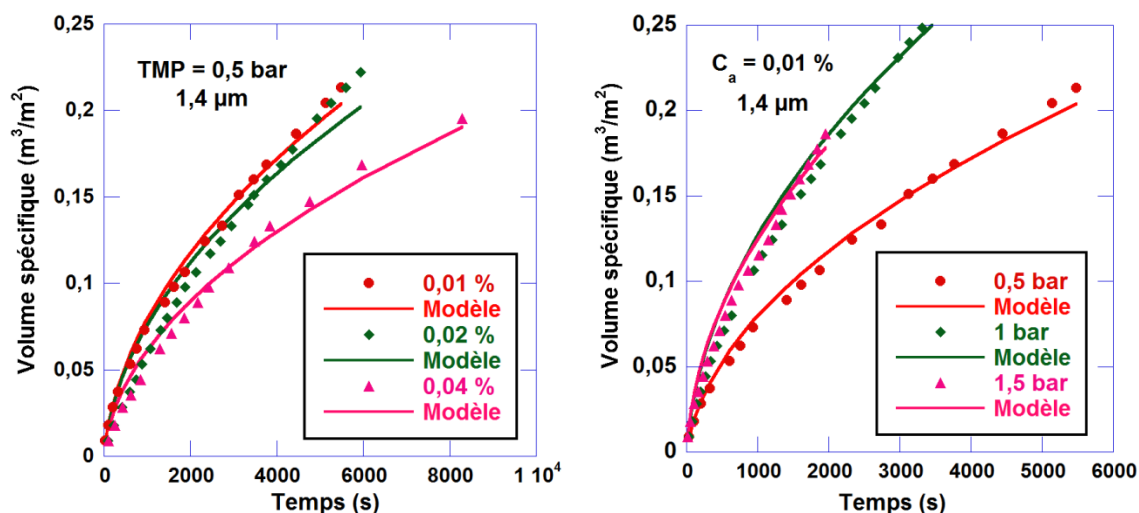 0,25
0,2
0,15
0,1
0,05
0
Volume spécifique (m³/m²)
TMP = 0,5 bar
1,4 µm
0,01 %
Modèle
0,02 %
Modèle
0,04 %
Modèle
0 2000 4000 6000 8000 1 10⁴
Temps (s)
0,25
0,2
0,15
0,1
0,05
0
Volume spécifique (m³/m²)
Cₐ = 0,01 %
1,4 µm
0,5 bar
Modèle
1 bar
Modèle
1,5 bar
Modèle
0 1000 2000 3000 4000 5000 6000
Temps (s)